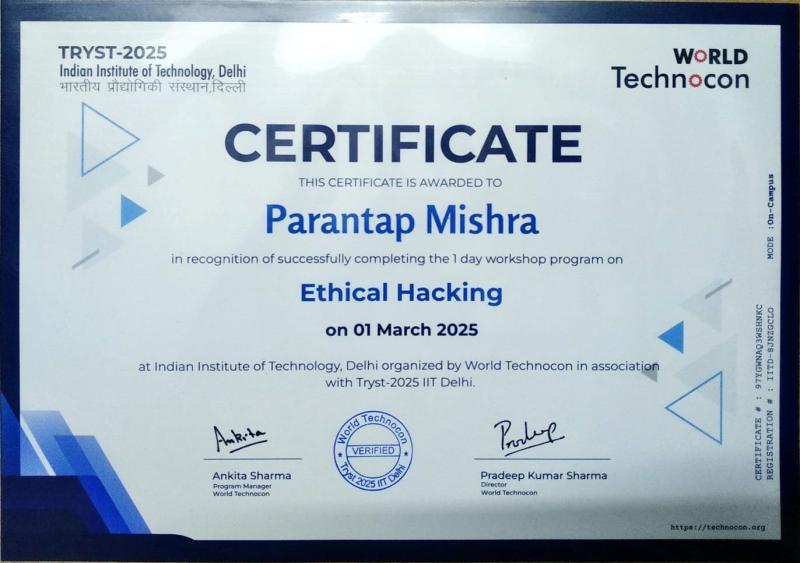 TRYST-2025
Indian Institute of Technology, Delhi
भारतीय प्रौद्योगिकी संस्थान,दिल्ली
WORLD
Technocon
CERTIFICATE
THIS CERTIFICATE IS AWARDED TO
Parantap Mishra
in recognition of successfully completing the 1 day workshop program on
Ethical Hacking
on 01 March 2025
at Indian Institute of Technology, Delhi organized by World Technocon in association
with Tryst-2025 IIT Delhi.
Ankita
Ankita Sharma
Program Manager
World Technocon
World Technocon
VERIFIED
Tryst 2025 IIT Delhi
Pradeep
Pradeep Kumar Sharma
Director
World Technocon
MODE :On-Campus
CERTIFICATE # : 97YGWNAQ3WSHNKC
REGISTRATION # : IITD-8JNZGCLO
https://technocon.org